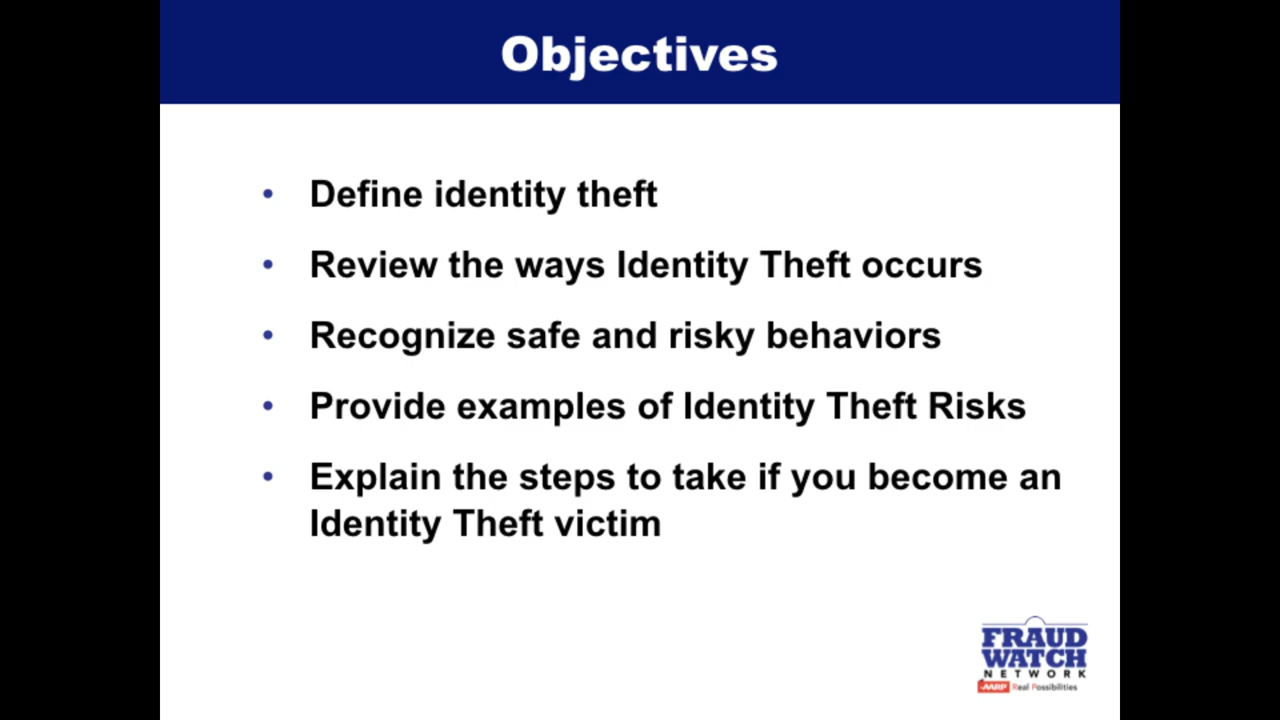 Objectives
• Define identity theft
• Review the ways Identity Theft occurs
• Recognize safe and risky behaviors
• Provide examples of Identity Theft Risks
• Explain the steps to take if you become an
Identity Theft victim
FRAUD
WATCH
NETWORK
AARP Real Possibilities